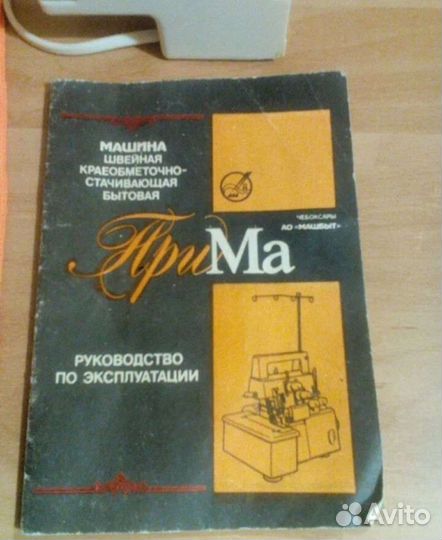 МАШИНА
ШВЕЙНАЯ
КРАЕОБМЕТОЧНО-
СТАЧИВАЮЩАЯ
БЫТОВАЯ
ЧЕБОКСАРЫ
АО «МАШБЫТ»
ПриМа
РУКОВОДСТВО
ПО ЭКСПЛУАТАЦИИ
Avito